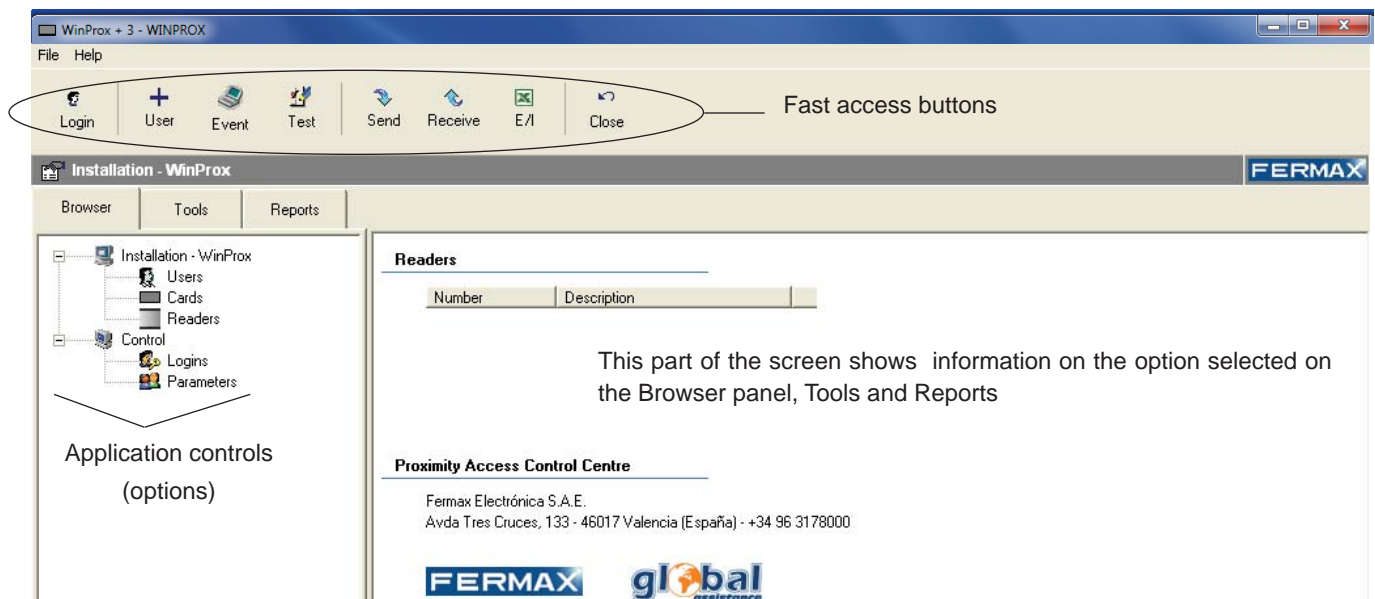 WinProx + 3 - WINPROX
File Help
Login User Event Test Send Receive E/I Close
Fast access buttons
Installation - WinProx
FERMAX
Browser Tools Reports
Installation - WinProx
Users
Cards
Readers
Control
Logins
Parameters
Application controls
(options)
Readers
Number Description
This part of the screen shows information on the option selected on
the Browser panel, Tools and Reports
Proximity Access Control Centre
Fermax Electrónica S.A.E.
Avda Tres Cruces, 133 - 46017 Valencia (España) - +34 96 3178000
FERMAX
global
assistance